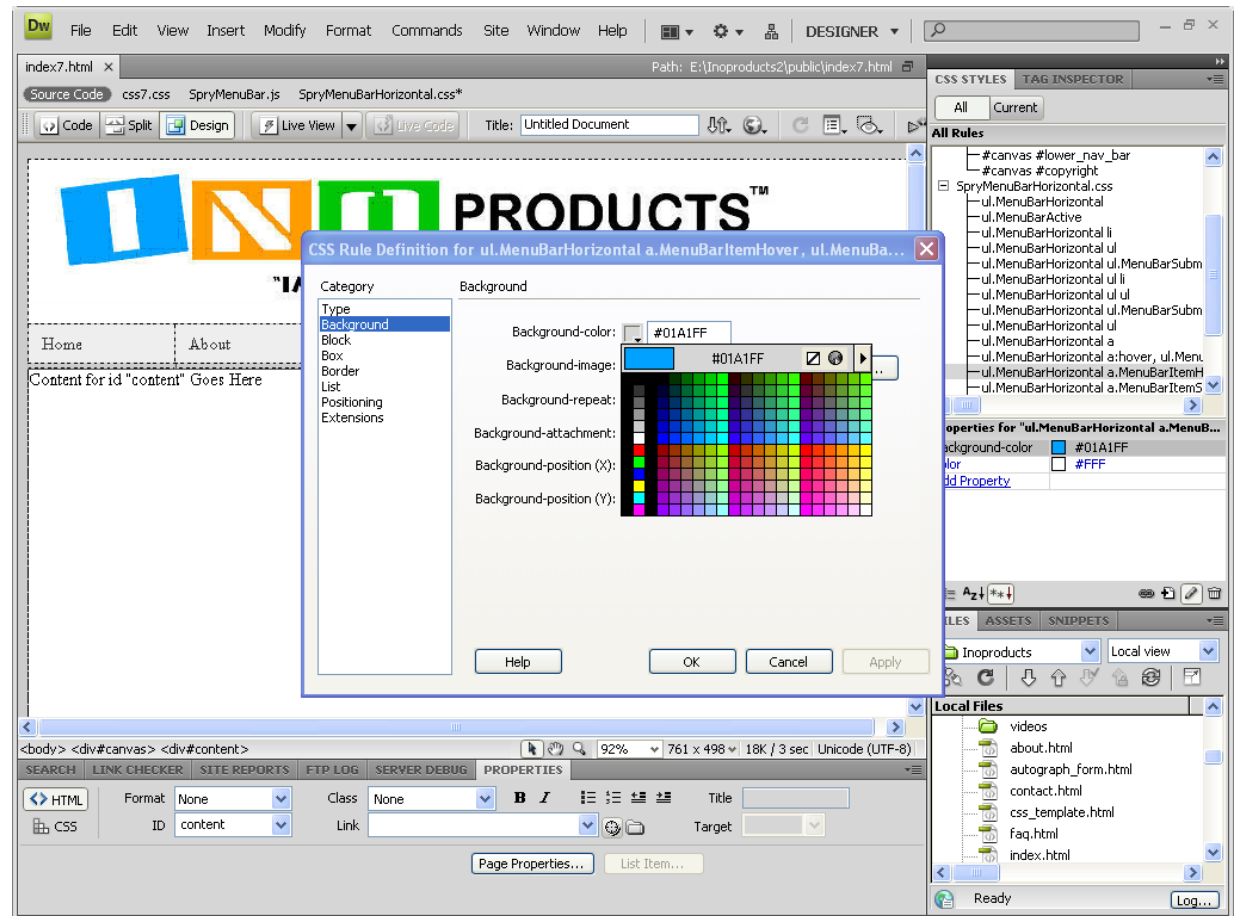 Dw File Edit View Insert Modify Format Commands Site Window Help DESIGNER
index7.html Path: E:\Inoproducts2\public\index7.html
Source Code css7.css SpryMenuBar.js SpryMenuBarHorizontal.css*
Code Split Design Live View Live Code Title: Untitled Document
PRODUCTS™
"IA
Home About
Content for id "content" Goes Here
CSS Rule Definition for ul.MenuBarHorizontal a.MenuBarItemHover, ul.MenuBa...
Category
Type
Background
Block
Box
Border
List
Positioning
Extensions
Background
Background-color: #01A1FF
#01A1FF
Background-image:
Background-repeat:
Background-attachment:
Background-position (X):
Background-position (Y):
Help OK Cancel Apply
CSS STYLES TAG INSPECTOR
All Current
All Rules
#canvas #lower_nav_bar
#canvas #copyright
SpryMenuBarHorizontal.css
ul.MenuBarHorizontal
ul.MenuBarActive
ul.MenuBarHorizontal li
ul.MenuBarHorizontal ul
ul.MenuBarHorizontal ul.MenuBarSubm
ul.MenuBarHorizontal ul li
ul.MenuBarHorizontal ul ul
ul.MenuBarHorizontal ul.MenuBarSubm
ul.MenuBarHorizontal ul
ul.MenuBarHorizontal a
ul.MenuBarHorizontal a:hover, ul.Menu
ul.MenuBarHorizontal a.MenuBarItemH
ul.MenuBarHorizontal a.MenuBarItemS
operties for "ul.MenuBarHorizontal a.MenuB...
ackground-color #01A1FF
lor #FFF
dd Property
LES ASSETS SNIPPETS
Inoproducts Local view
Local Files
videos
about.html
autograph_form.html
contact.html
css_template.html
faq.html
index.html
Ready Log...
<body> <div#canvas> <div#content> 92% 761 x 498 18K / 3 sec Unicode (UTF-8)
SEARCH LINK CHECKER SITE REPORTS FTP LOG SERVER DEBUG PROPERTIES
HTML Format None Class None B I Title
CSS ID content Link Target
Page Properties... List Item...